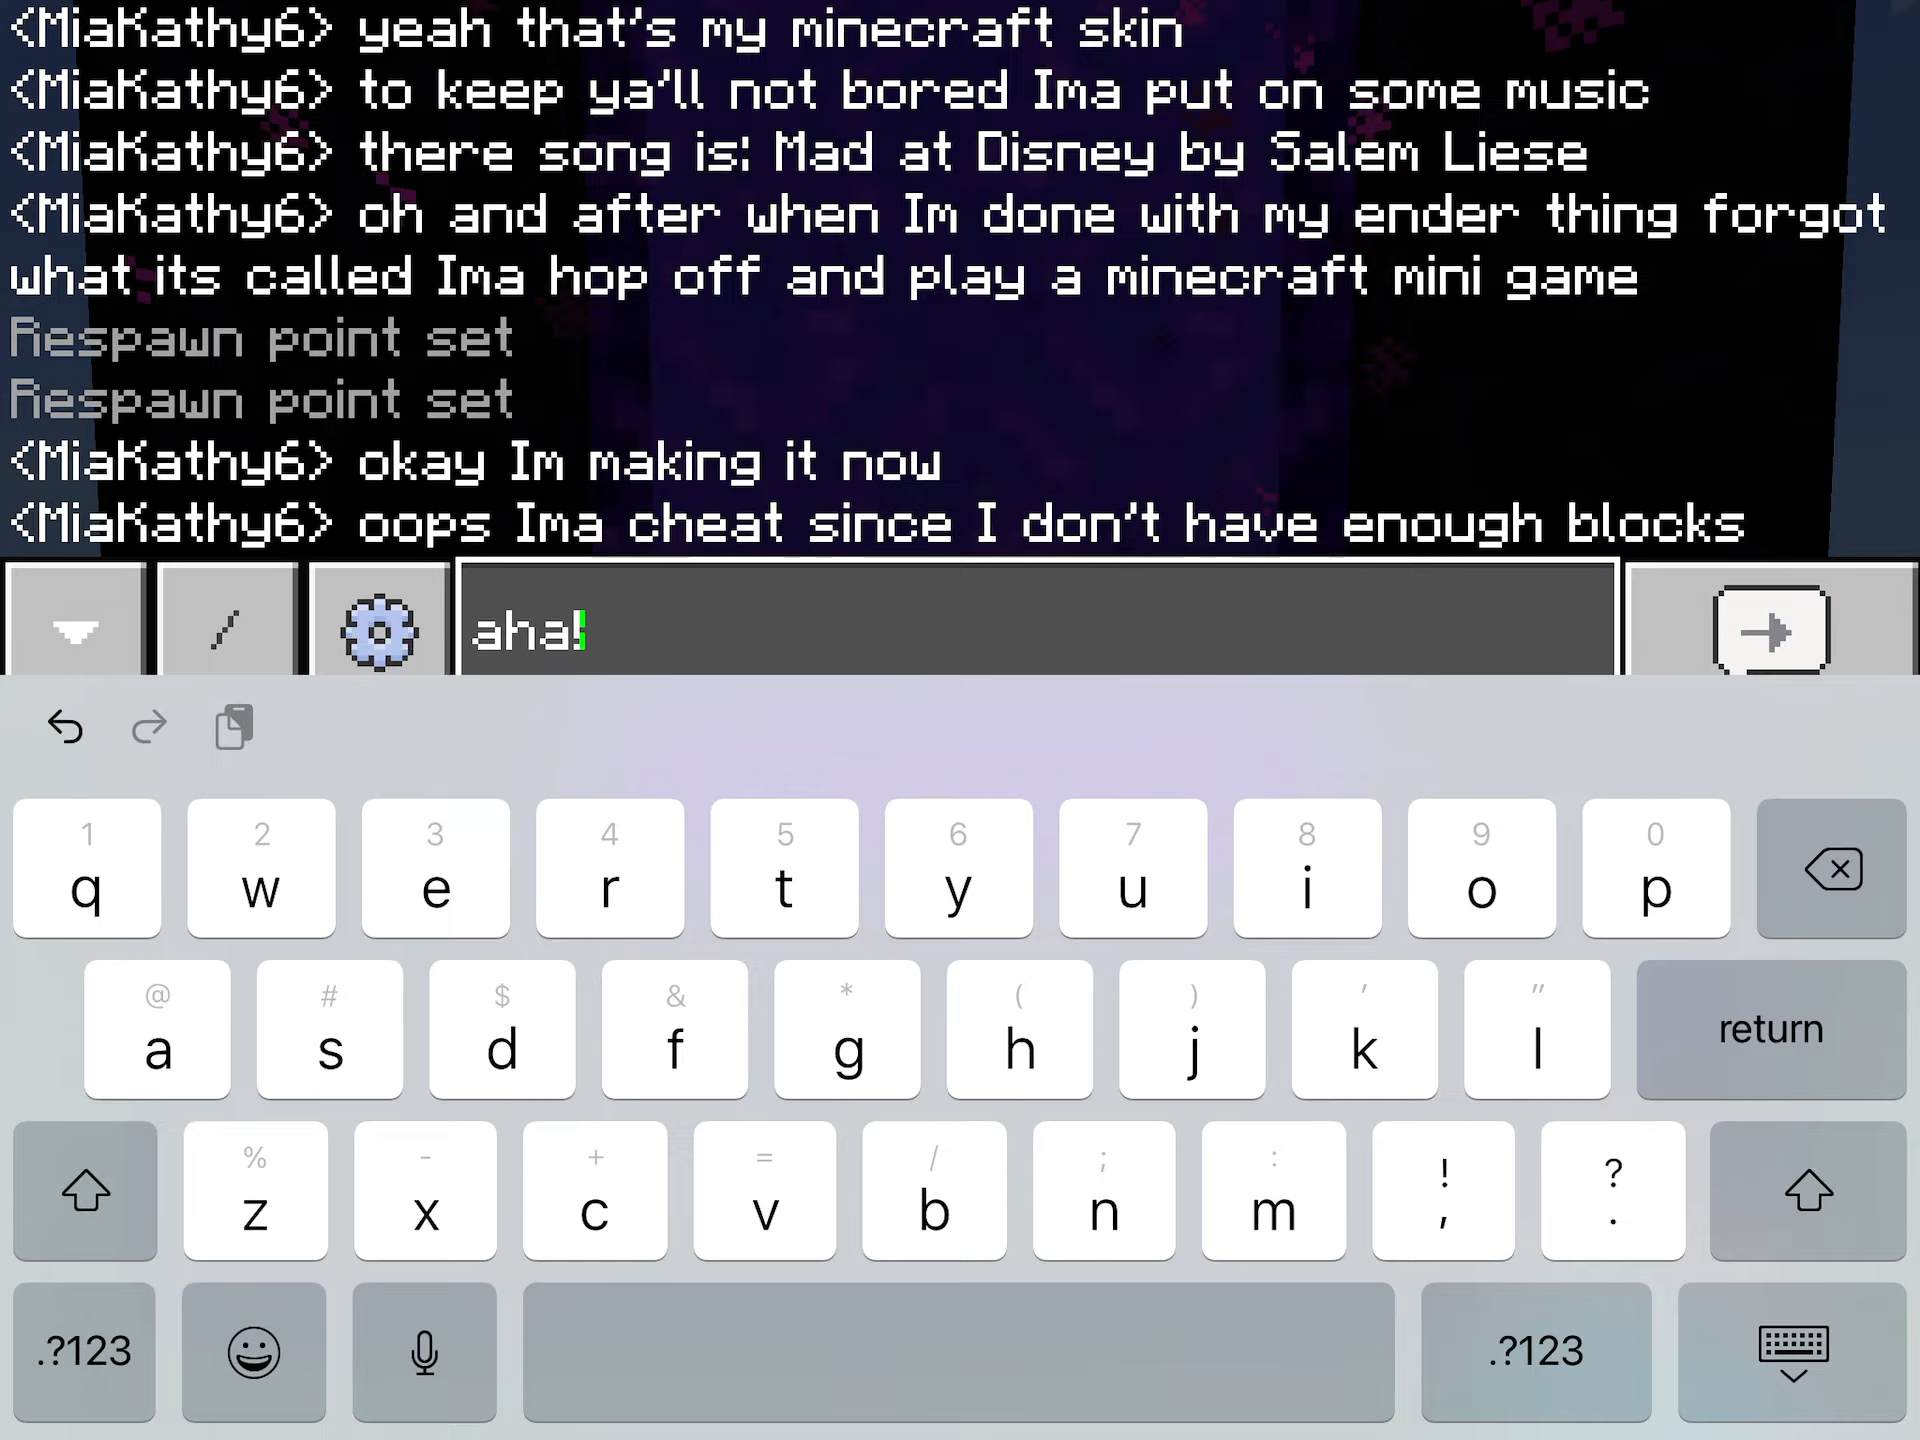 <MiaKathy6> yeah that's my minecraft skin
<MiaKathy6> to keep ya'll not bored Ima put on some music
<MiaKathy6> there song is: Mad at Disney by Salem Liese
<MiaKathy6> oh and after when Im done with my ender thing forgot
what its called Ima hop off and play a minecraft mini game
Respawn point set
Respawn point set
<MiaKathy6> okay Im making it now
<MiaKathy6> oops Ima cheat since I don't have enough blocks
/ aha!
1 2 3 4 5 6 7 8 9 0
q w e r t y u i o p
@ # $ & * ( ) ' "
a s d f g h j k l return
% - + = / ; : ! ?
z x c v b n m , .
.?123 .?123